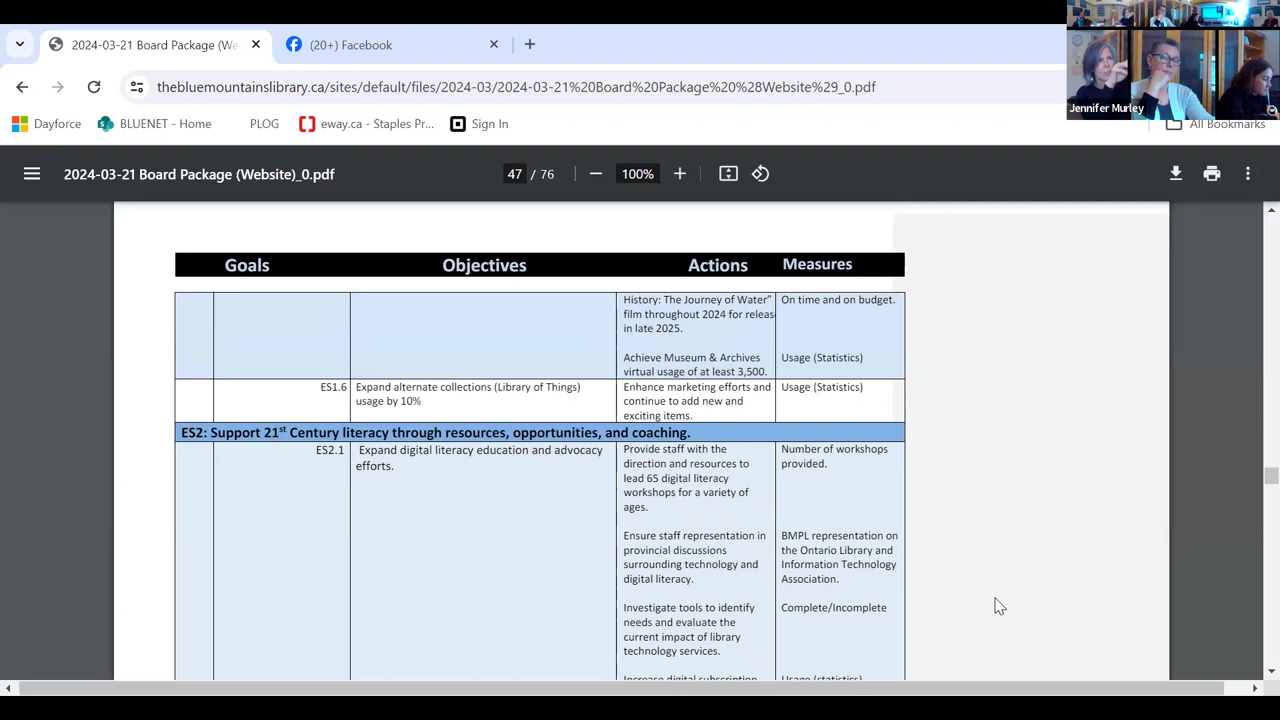 2024-03-21 Board Package (We
(20+) Facebook
thebluemountainslibrary.ca/sites/default/files/2024-03/2024-03-21%20Board%20Package%20%28Website%29_0.pdf
Jennifer Murley
Dayforce
BLUENET - Home
PLOG
eway.ca - Staples Pr...
Sign In
All Bookmarks
2024-03-21 Board Package (Website)_0.pdf
47 / 76
100%
Goals Objectives Actions Measures
History: The Journey of Water” On time and on budget.
film throughout 2024 for releas
in late 2025.
Achieve Museum & Archives Usage (Statistics)
virtual usage of at least 3,500.
ES1.6 Expand alternate collections (Library of Things) Enhance marketing efforts and Usage (Statistics)
usage by 10% continue to add new and
exciting items.
ES2: Support 21st Century literacy through resources, opportunities, and coaching.
ES2.1 Expand digital literacy education and advocacy Provide staff with the Number of workshops
efforts. direction and resources to provided.
lead 65 digital literacy
workshops for a variety of
ages.
Ensure staff representation in BMPL representation on
provincial discussions the Ontario Library and
surrounding technology and Information Technology
digital literacy. Association.
Investigate tools to identify Complete/Incomplete
needs and evaluate the
current impact of library
technology services.
Increase digital subscription Usage (statistics)